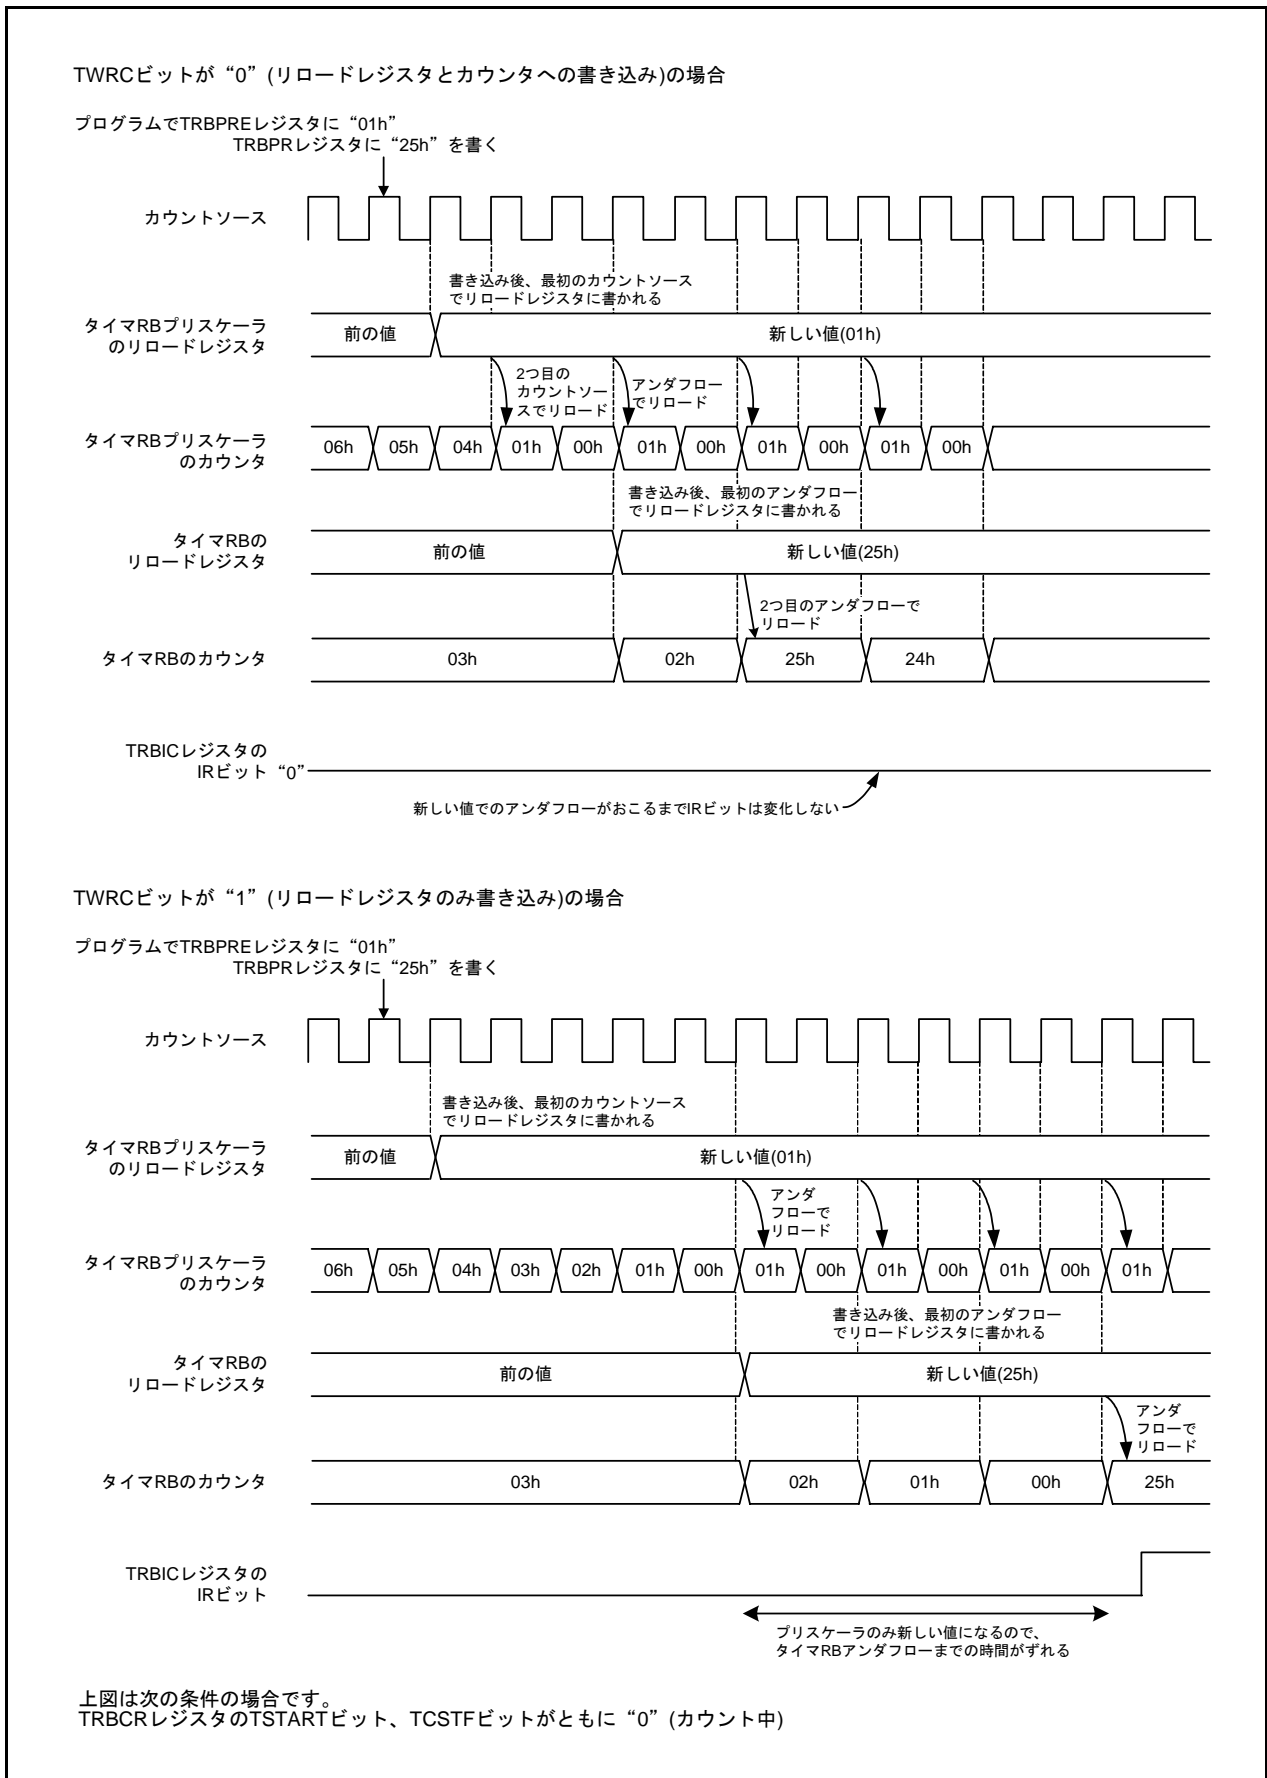 TWRCビットが“0”(リロードレジスタとカウンタへの書き込み)の場合
プログラムでTRBPREレジスタに“01h”
TRBPRレジスタに“25h”を書く
カウントソース
書き込み後、最初のカウントソース
でリロードレジスタに書かれる
タイマRBプリスケーラ
のリロードレジスタ
前の値
新しい値(01h)
2つ目の
カウントソー
スでリロード
アンダフロー
でリロード
タイマRBプリスケーラ
のカウンタ
06h 05h 04h 01h 00h 01h 00h 01h 00h 01h 00h
書き込み後、最初のアンダフロー
でリロードレジスタに書かれる
タイマRBの
リロードレジスタ
前の値
新しい値(25h)
2つ目のアンダフローで
リロード
タイマRBのカウンタ
03h 02h 25h 24h
TRBICレジスタの
IRビット “0”
新しい値でのアンダフローがおこるまでIRビットは変化しない
TWRCビットが“1”(リロードレジスタのみ書き込み)の場合
プログラムでTRBPREレジスタに“01h”
TRBPRレジスタに“25h”を書く
カウントソース
書き込み後、最初のカウントソース
でリロードレジスタに書かれる
タイマRBプリスケーラ
のリロードレジスタ
前の値
新しい値(01h)
アンダ
フローで
リロード
タイマRBプリスケーラ
のカウンタ
06h 05h 04h 03h 02h 01h 00h 01h 00h 01h 00h 01h 00h 01h
書き込み後、最初のアンダフロー
でリロードレジスタに書かれる
タイマRBの
リロードレジスタ
前の値
新しい値(25h)
アンダ
フローで
リロード
タイマRBのカウンタ
03h 02h 01h 00h 25h
TRBICレジスタの
IRビット
プリスケーラのみ新しい値になるので、
タイマRBアンダフローまでの時間がずれる
上図は次の条件の場合です。
TRBCRレジスタのTSTARTビット、TCSTFビットがともに“0”(カウント中)